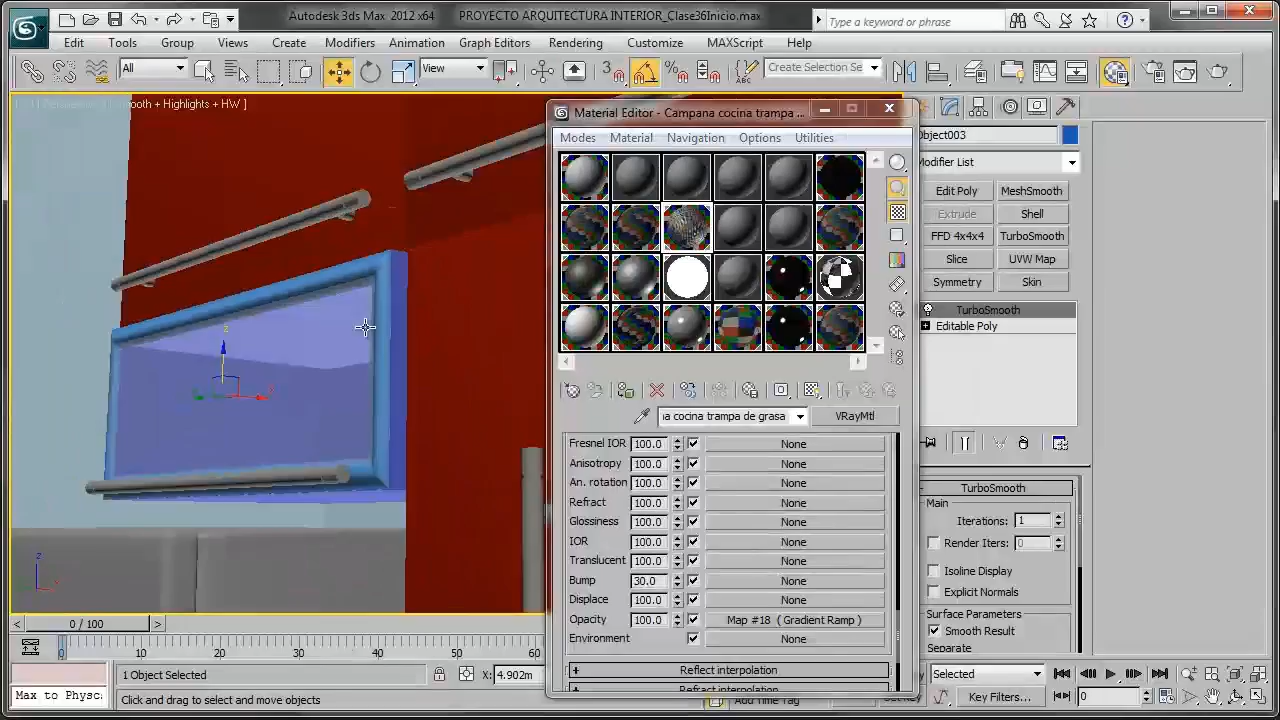 Autodesk 3ds Max 2012 x64 PROYECTO ARQUITECTURA INTERIOR_Clase36Inicio.max
Type a keyword or phrase
Edit Tools Group Views Create Modifiers Animation Graph Editors Rendering Customize MAXScript Help
All View 3 Create Selection Se
Smooth + Highlights + HW ]
Material Editor - Campana cocina trampa ...
Modes Material Navigation Options Utilities
Object003
Modifier List
Edit Poly MeshSmooth
Extrude Shell
FFD 4x4x4 TurboSmooth
Slice UVW Map
Symmetry Skin
TurboSmooth
Editable Poly
z
z
a cocina trampa de grasa VRayMtl
Fresnel IOR 100.0 None
Anisotropy 100.0 None
An. rotation 100.0 None
Refract 100.0 None
Glossiness 100.0 None
IOR 100.0 None
Translucent 100.0 None
Bump 30.0 None
Displace 100.0 None
Opacity 100.0 Map #18 ( Gradient Ramp )
Environment None
Reflect interpolation
Refract interpolation
TurboSmooth
Main
Iterations: 1
Render Iters: 0
Isoline Display
Explicit Normals
Surface Parameters
Smooth Result
Separate
0 / 100
0 10 20 30 40 50
1 Object Selected X: 4.902m
Max to Physc
Click and drag to select and move objects
Add Time Tag
Selected
Key Filters... 0